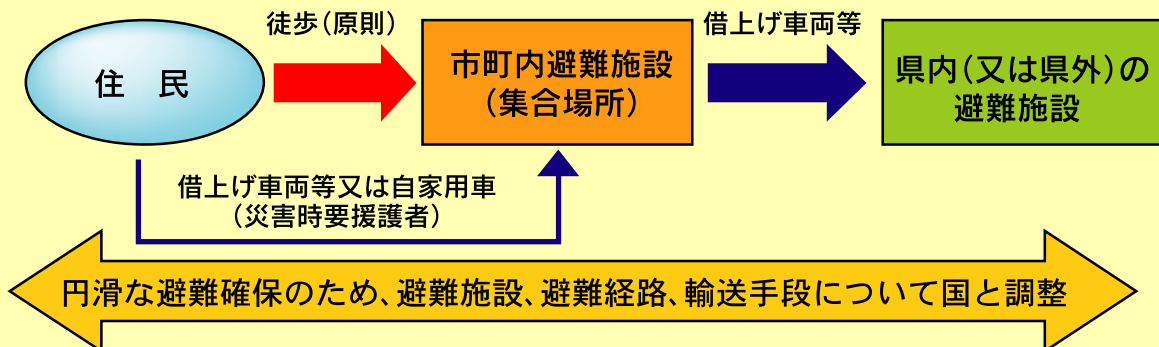 徒歩（原則）
借上げ車両等
住　民
市町内避難施設
（集合場所）
県内（又は県外）の
避難施設
借上げ車両等又は自家用車
（災害時要援護者）
円滑な避難確保のため、避難施設、避難経路、輸送手段について国と調整